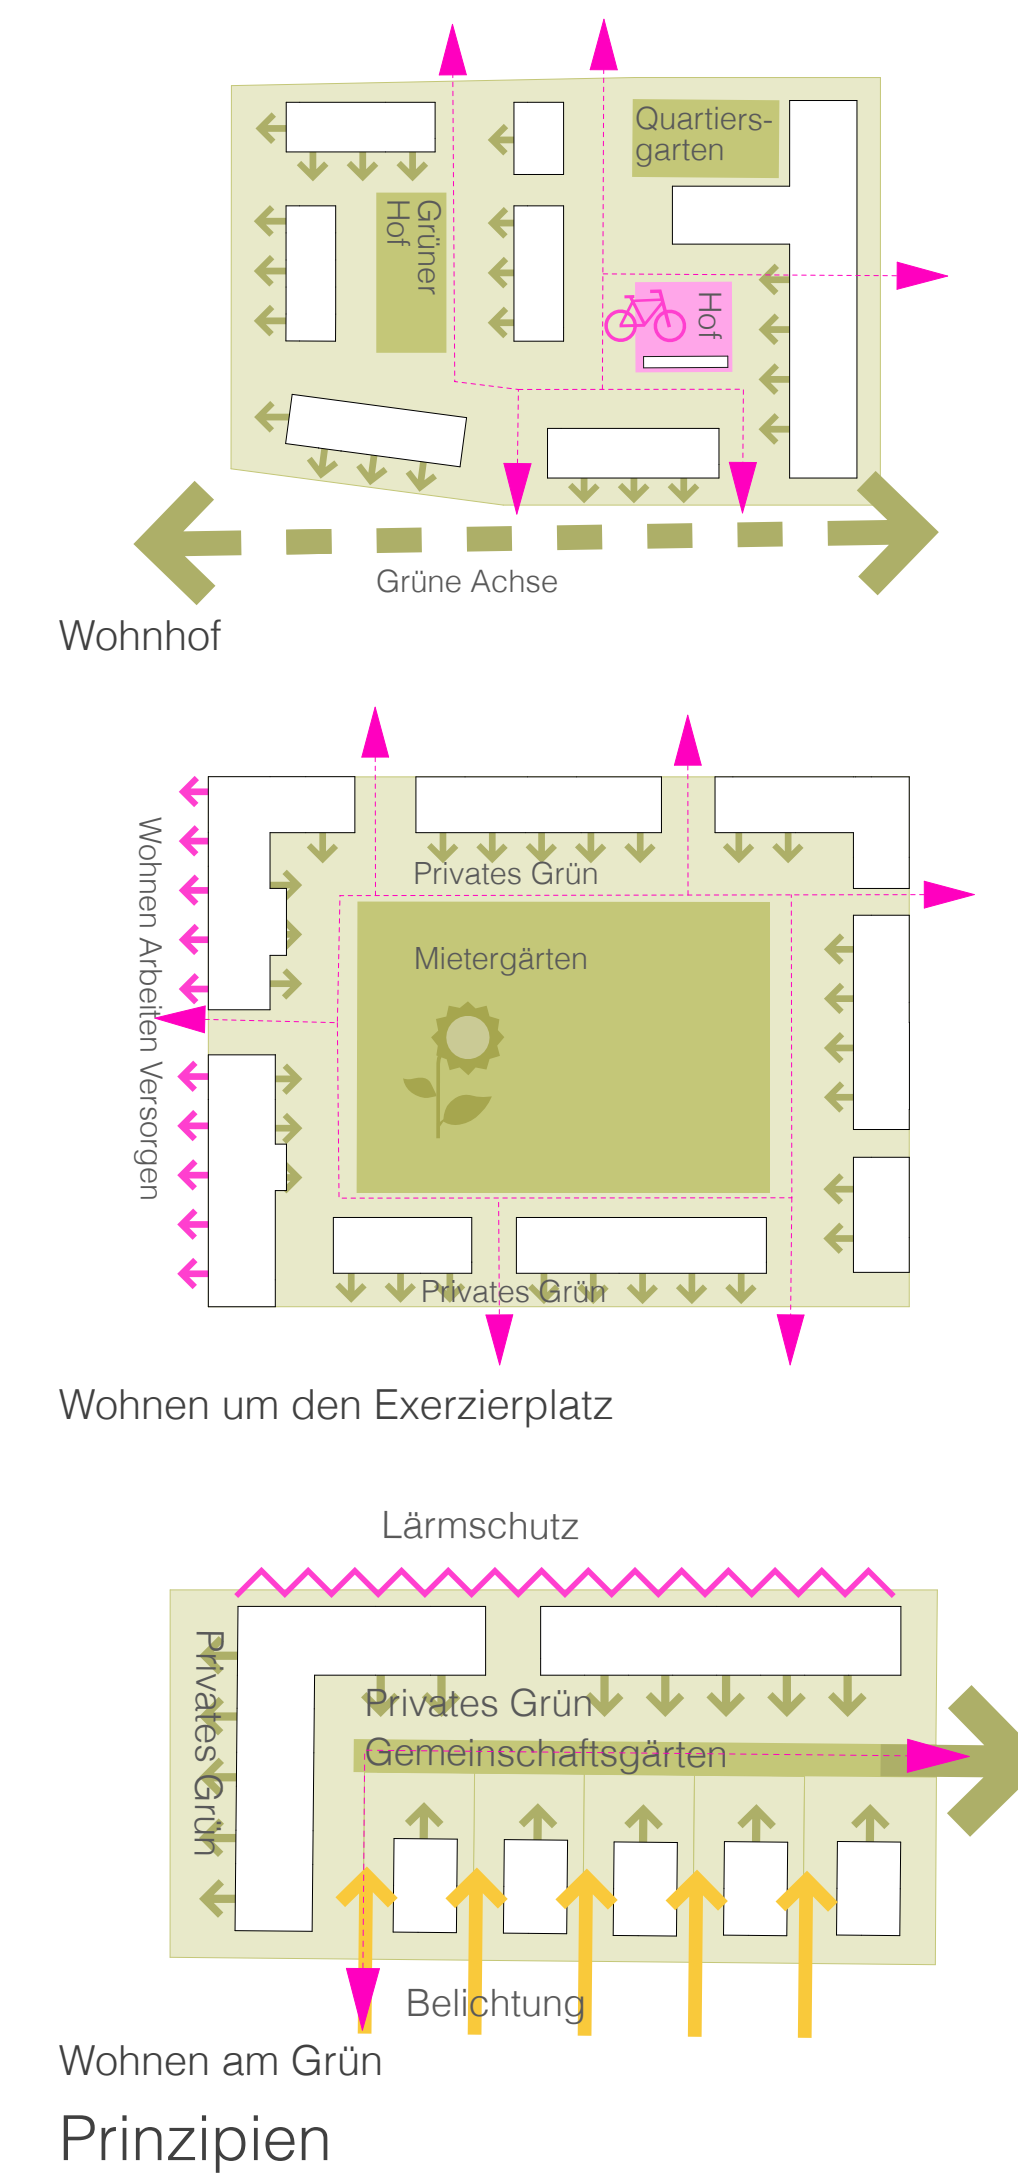 Quartiers-
garten
Grüner
Hof
Hof
Grüne Achse
Wohnhof
Wohnen Arbeiten Versorgen
Privates Grün
Mietergärten
Privates Grün
Wohnen um den Exerzierplatz
Lärmschutz
Privates Grün
Privates Grün
Gemeinschaftsgärten
Belichtung
Wohnen am Grün
Prinzipien